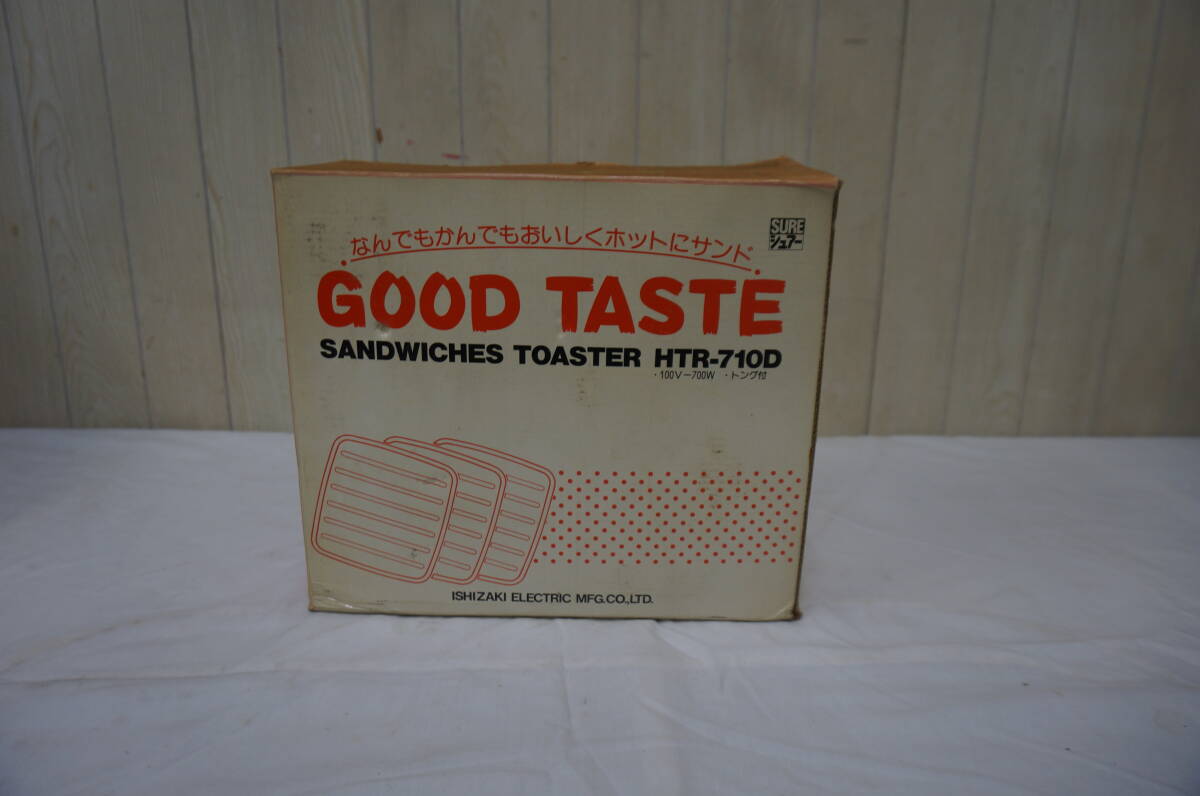 なんでもかんでもおいしくホットにサンド
SURE
シュアー
GOOD TASTE
SANDWICHES TOASTER HTR-710D
・100V-700W ・トング付
ISHIZAKI ELECTRIC MFG.CO.,LTD.